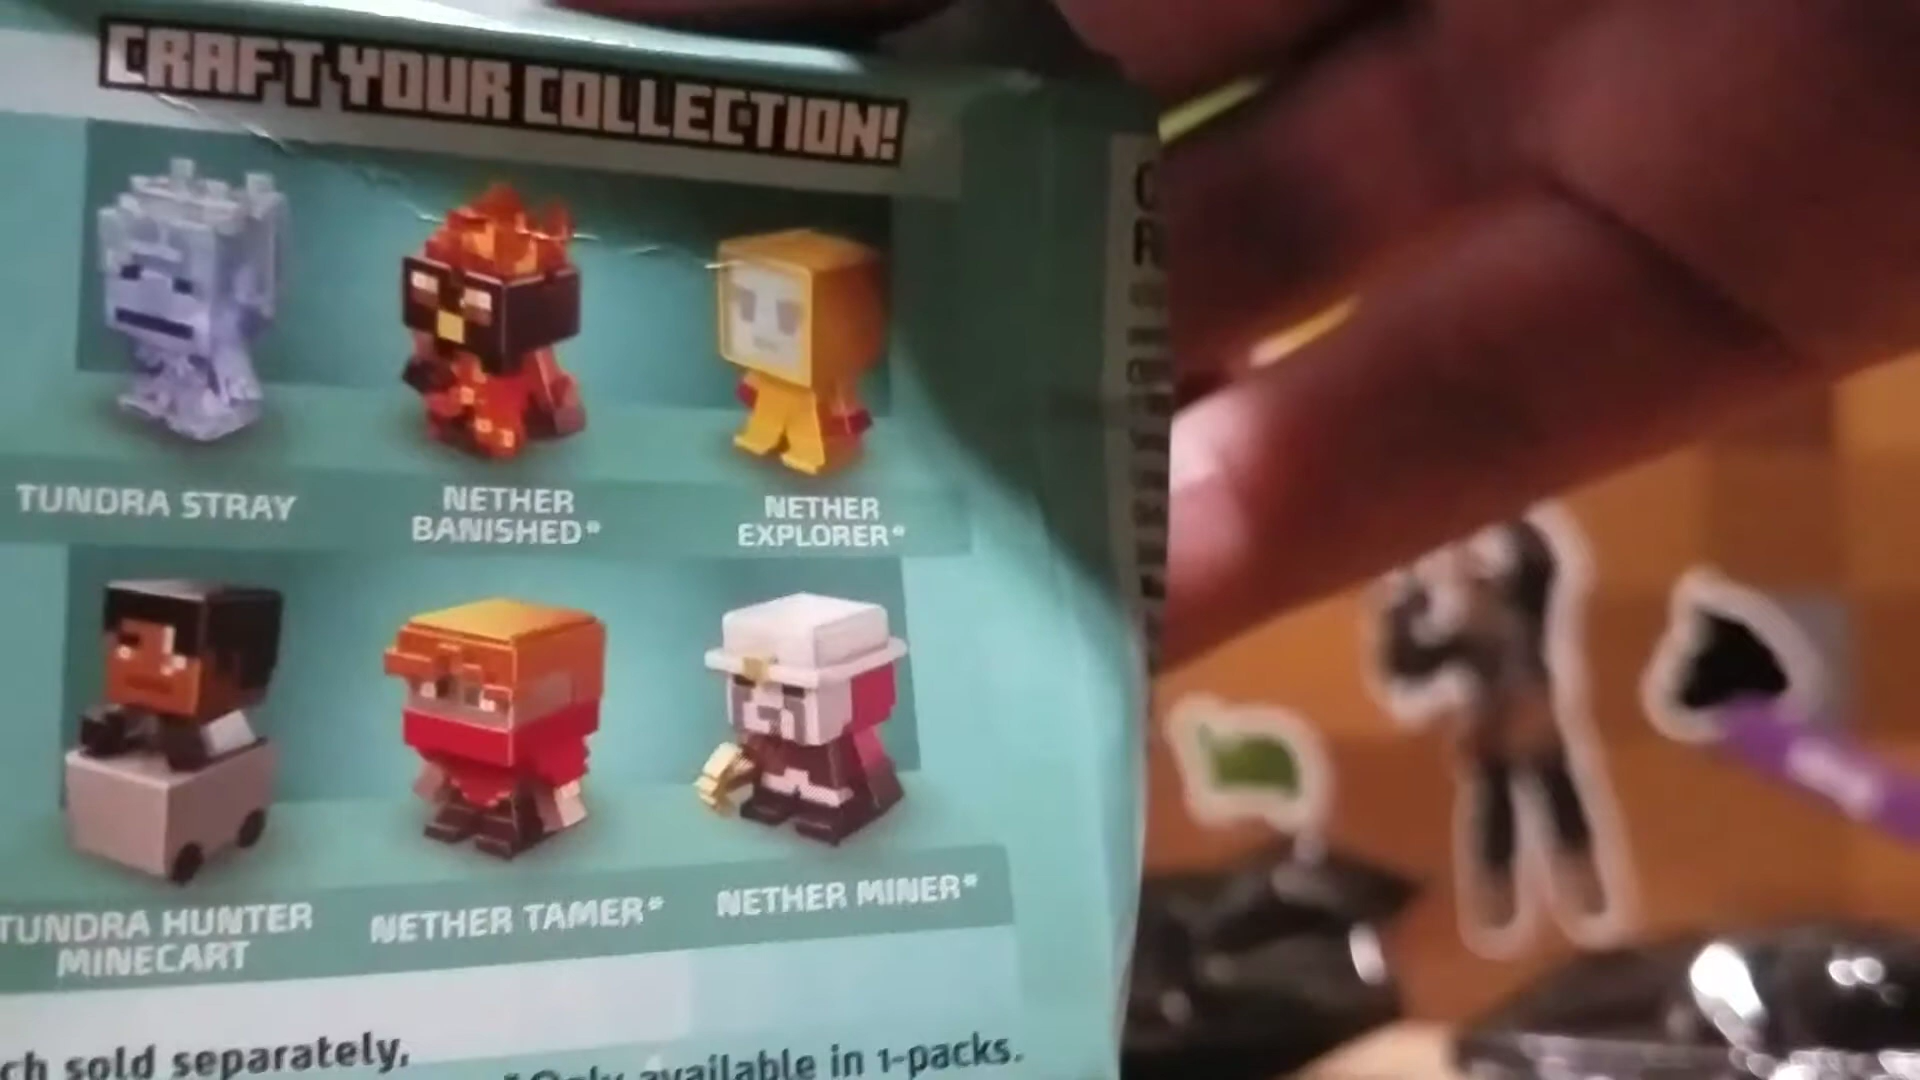 CRAFT YOUR COLLECTION!
TUNDRA STRAY
NETHER
BANISHED*
NETHER
EXPLORER*
TUNDRA HUNTER
MINECART
NETHER TAMER*
NETHER MINER*
ch sold separately,
*Only available in 1-packs.